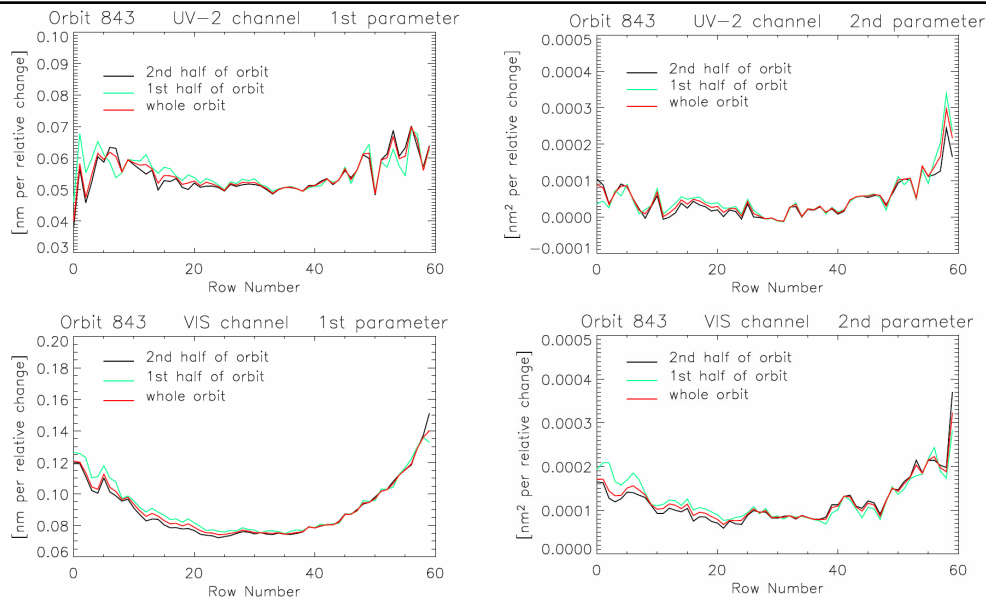 Orbit 843 UV-2 channel 1st parameter
[nm per relative change]
0.10
0.09
0.08
0.07
0.06
0.05
0.04
0.03
2nd half of orbit
1st half of orbit
whole orbit
0 20 40 60
Row Number
Orbit 843 UV-2 channel 2nd parameter
[nm² per relative change]
0.0005
0.0004
0.0003
0.0002
0.0001
0.0000
−0.0001
2nd half of orbit
1st half of orbit
whole orbit
0 20 40 60
Row Number
Orbit 843 VIS channel 1st parameter
[nm per relative change]
0.20
0.18
0.16
0.14
0.12
0.10
0.08
0.06
2nd half of orbit
1st half of orbit
whole orbit
0 20 40 60
Row Number
Orbit 843 VIS channel 2nd parameter
[nm² per relative change]
0.0005
0.0004
0.0003
0.0002
0.0001
0.0000
2nd half of orbit
1st half of orbit
whole orbit
0 20 40 60
Row Number